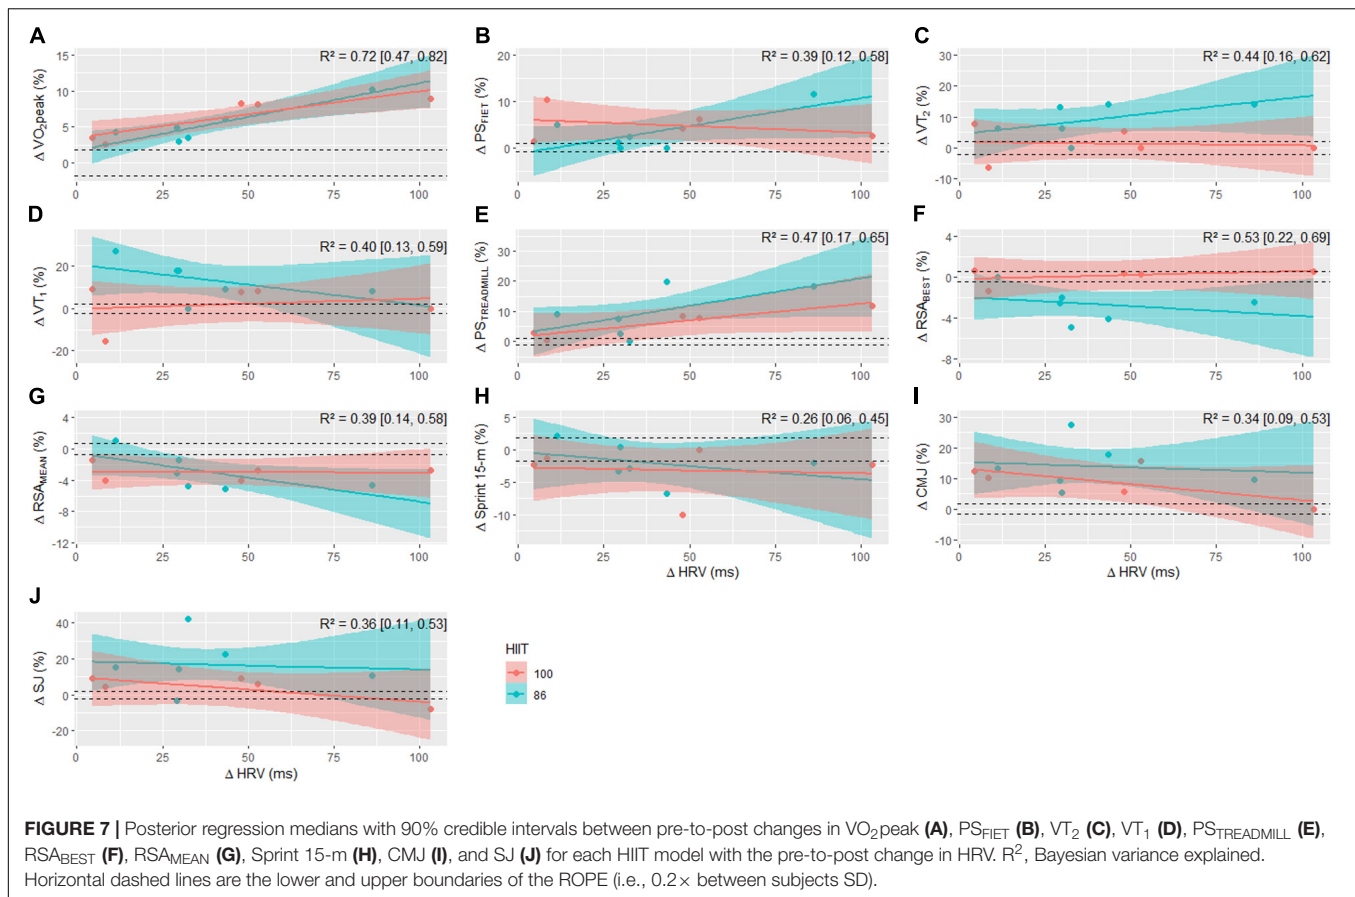 A
R² = 0.72 [0.47, 0.82]
Δ VO2peak (%)
15
10
5
0
0 25 50 75 100
B
R² = 0.39 [0.12, 0.58]
Δ PSFIET (%)
20
10
0
0 25 50 75 100
C
R² = 0.44 [0.16, 0.62]
Δ VT2 (%)
30
20
10
0
-10
0 25 50 75 100
D
R² = 0.40 [0.13, 0.59]
Δ VT1 (%)
20
0
-20
0 25 50 75 100
E
R² = 0.47 [0.17, 0.65]
Δ PSTREADMILL (%)
30
20
10
0
0 25 50 75 100
F
R² = 0.53 [0.22, 0.69]
Δ RSABEST (%)
4
0
-4
-8
0 25 50 75 100
G
R² = 0.39 [0.14, 0.58]
Δ RSAMEAN (%)
4
0
-4
-8
-12
0 25 50 75 100
Δ HRV (ms)
H
R² = 0.26 [0.06, 0.45]
Δ Sprint 15-m (%)
5
0
-5
-10
0 25 50 75 100
Δ HRV (ms)
I
R² = 0.34 [0.09, 0.53]
Δ CMJ (%)
30
20
10
0
-10
0 25 50 75 100
Δ HRV (ms)
J
R² = 0.36 [0.11, 0.53]
Δ SJ (%)
40
20
0
-20
0 25 50 75 100
Δ HRV (ms)
HIIT
100
86
FIGURE 7 | Posterior regression medians with 90% credible intervals between pre-to-post changes in VO2peak (A), PSFIET (B), VT2 (C), VT1 (D), PSTREADMILL (E),
RSABEST (F), RSAMEAN (G), Sprint 15-m (H), CMJ (I), and SJ (J) for each HIIT model with the pre-to-post change in HRV. R², Bayesian variance explained.
Horizontal dashed lines are the lower and upper boundaries of the ROPE (i.e., 0.2× between subjects SD).